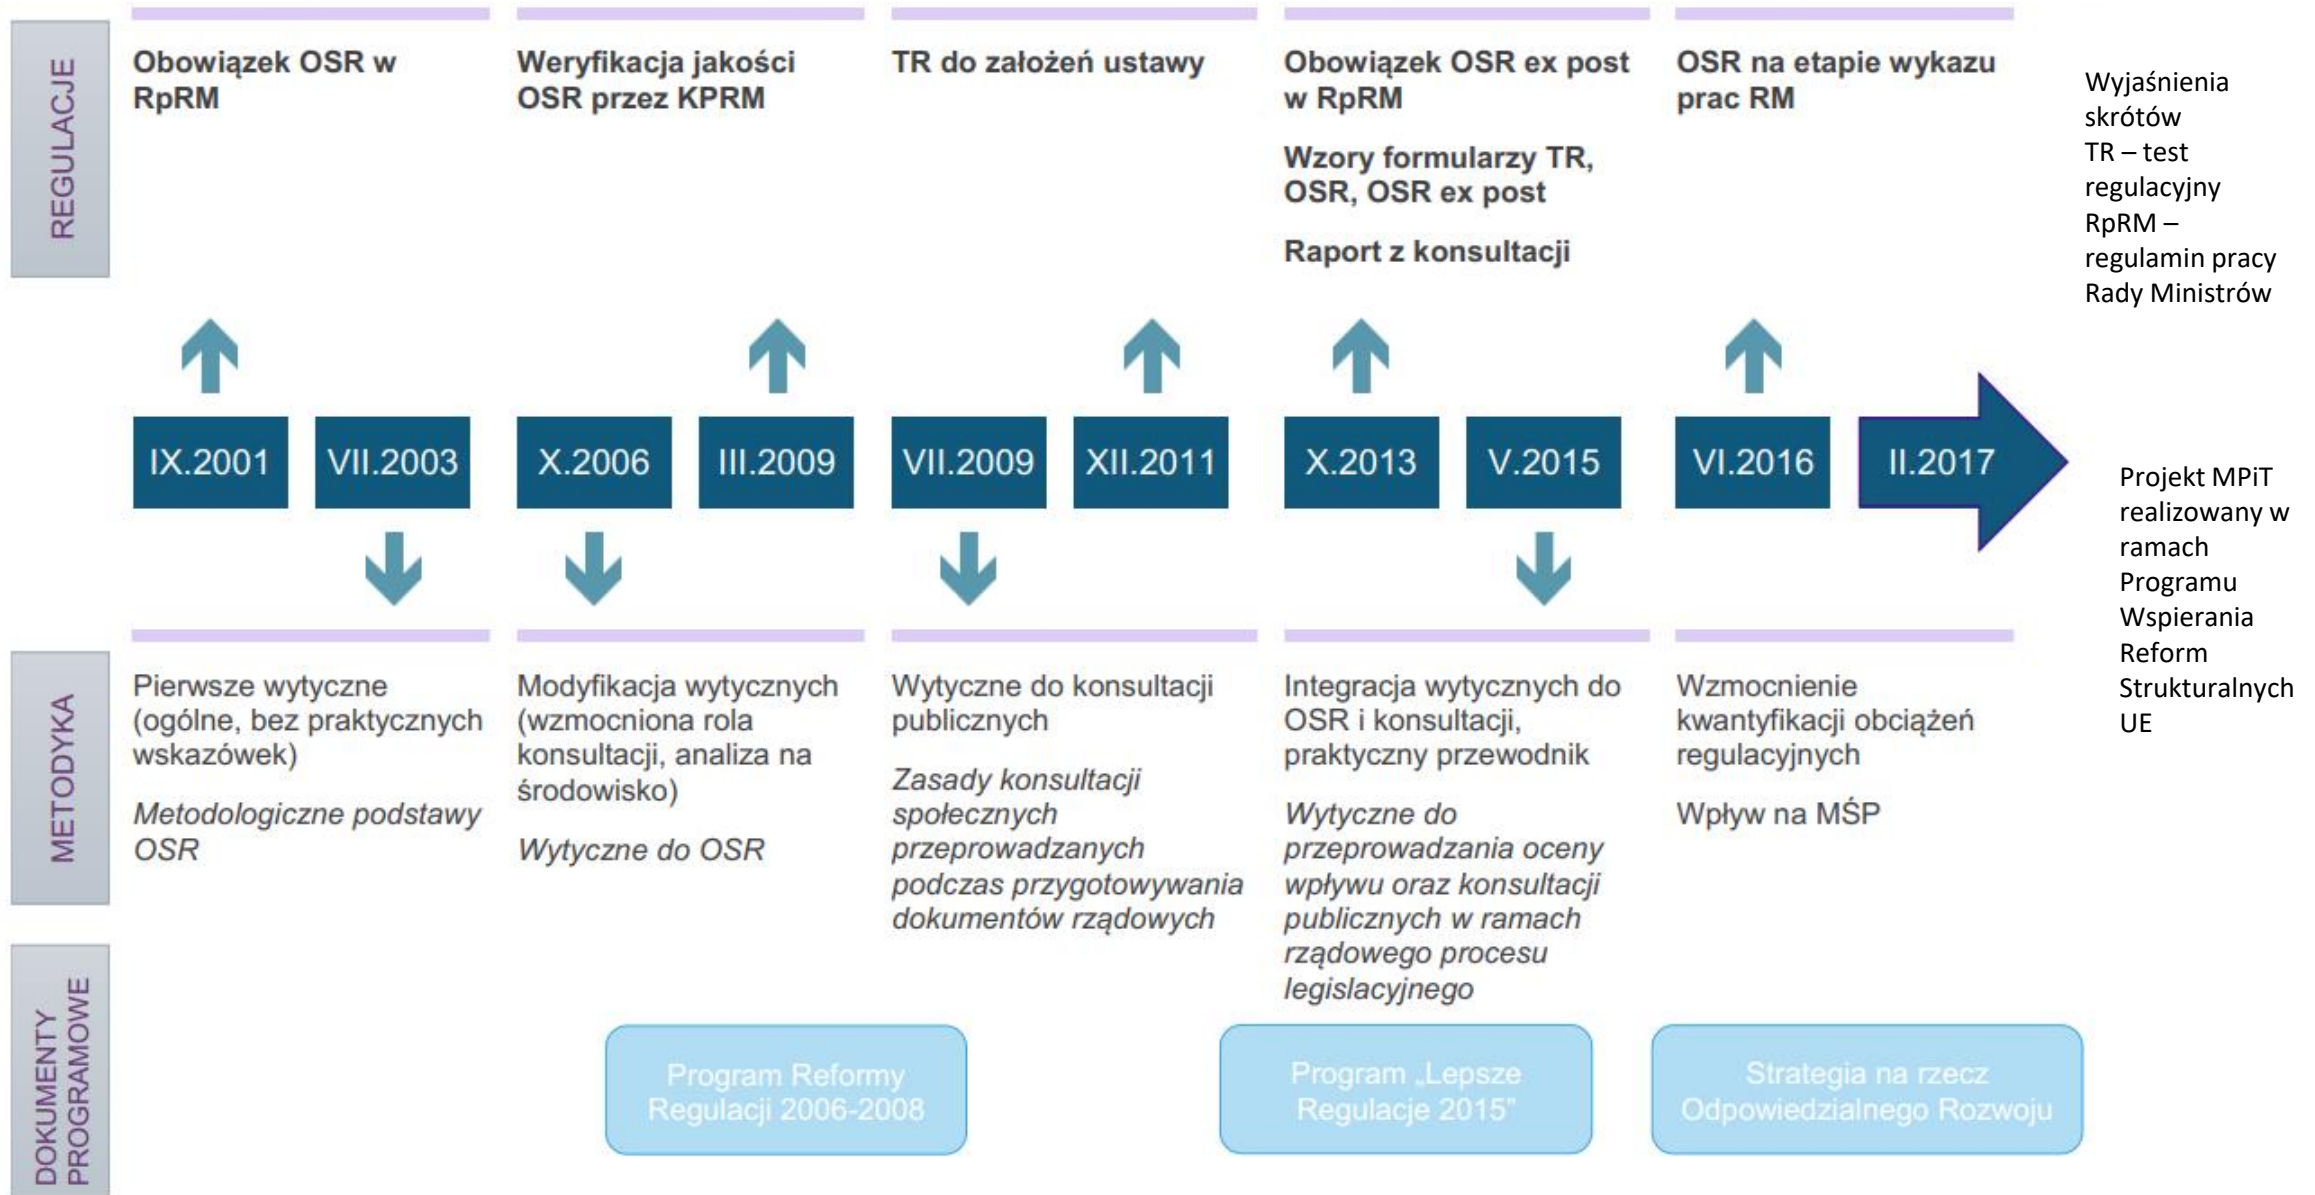 REGULACJE
Obowiązek OSR w
RpRM
Weryfikacja jakości
OSR przez KPRM
TR do założeń ustawy
Obowiązek OSR ex post
w RpRM
Wzory formularzy TR,
OSR, OSR ex post
Raport z konsultacji
OSR na etapie wykazu
prac RM
Wyjaśnienia
skrótów
TR – test
regulacyjny
RpRM –
regulamin pracy
Rady Ministrów
IX.2001
VII.2003
X.2006
III.2009
VII.2009
XII.2011
X.2013
V.2015
VI.2016
II.2017
Projekt MPiT
realizowany w
ramach
Programu
Wspierania
Reform
Strukturalnych
UE
METODYKA
Pierwsze wytyczne
(ogólne, bez praktycznych
wskazówek)
Metodologiczne podstawy
OSR
Modyfikacja wytycznych
(wzmocniona rola
konsultacji, analiza na
środowisko)
Wytyczne do OSR
Wytyczne do konsultacji
publicznych
Zasady konsultacji
społecznych
przeprowadzanych
podczas przygotowywania
dokumentów rządowych
Integracja wytycznych do
OSR i konsultacji,
praktyczny przewodnik
Wytyczne do
przeprowadzania oceny
wpływu oraz konsultacji
publicznych w ramach
rządowego procesu
legislacyjnego
Wzmocnienie
kwantyfikacji obciążeń
regulacyjnych
Wpływ na MŚP
DOKUMENTY
PROGRAMOWE
Program Reformy
Regulacji 2006-2008
Program „Lepsze
Regulacje 2015”
Strategia na rzecz
Odpowiedzialnego Rozwoju